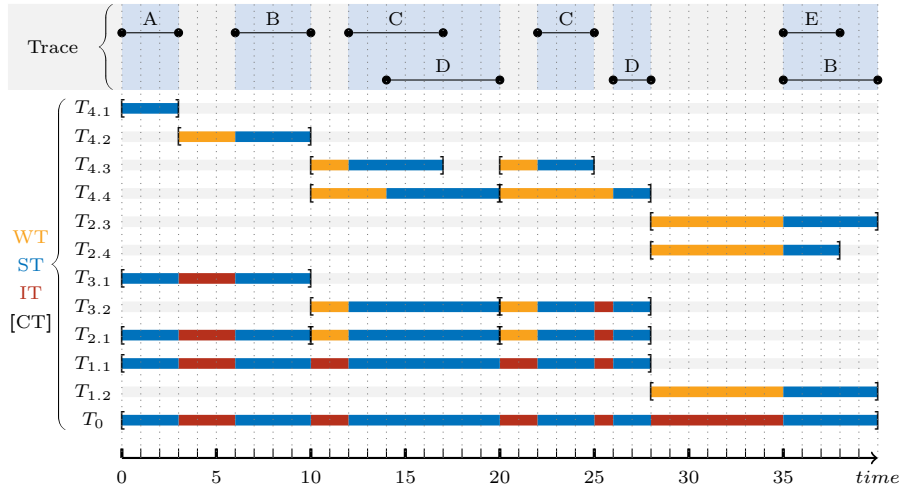 A B C C E
Trace
D D B
T4.1
T4.2
T4.3
T4.4
T2.3
WT
T2.4
ST
T3.1
IT
T3.2
[CT]
T2.1
T1.1
T1.2
T0
0 5 10 15 20 25 30 35 time